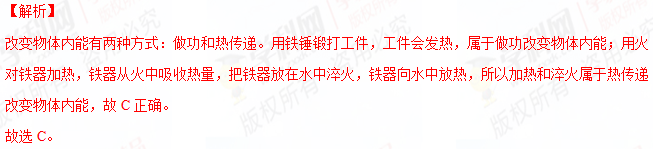 【解析】
改变物体内能有两种方式：做功和热传递。用铁锤锻打工件，工件会发热，属于做功改变物体内能；用火
对铁器加热，铁器从火中吸收热量，把铁器放在水中淬火，铁器向水中放热，所以加热和淬火属于热传递
改变物体内能，故 C 正确。
故选 C。